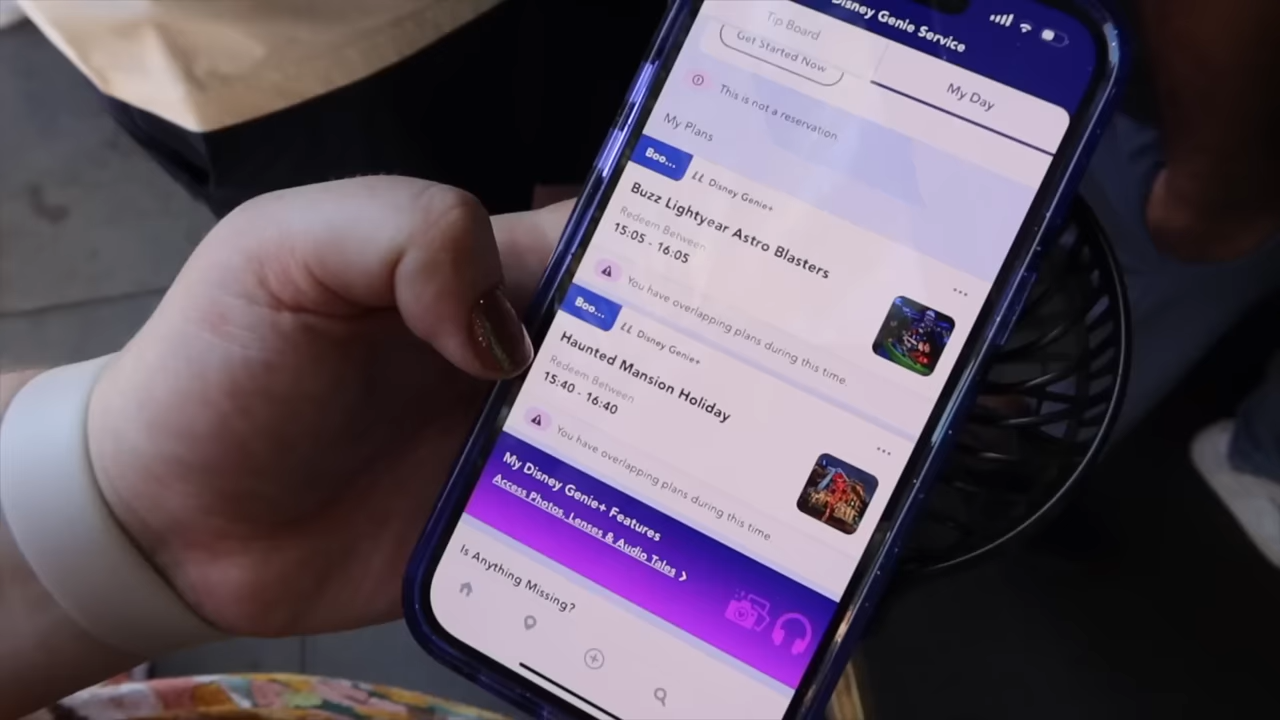 Disney Genie Service
Tip Board
My Day
Get Started Now
This is not a reservation
My Plans
Boo...
LL Disney Genie+
Buzz Lightyear Astro Blasters
Redeem Between
15:05 - 16:05
You have overlapping plans during this time.
Boo...
LL Disney Genie+
Haunted Mansion Holiday
Redeem Between
15:40 - 16:40
You have overlapping plans during this time.
My Disney Genie+ Features
Access Photos, Lenses & Audio Tales
Is Anything Missing?